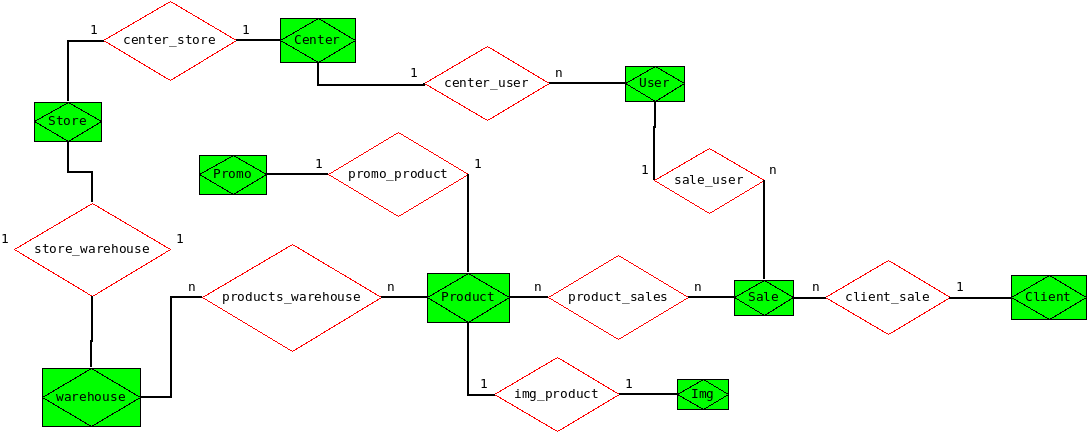 1 center_store 1 Center
1 center_user n User
Store
Promo 1 promo_product 1
1 sale_user n
1 store_warehouse 1
n products_warehouse n Product n product_sales n Sale n client_sale 1 Client
warehouse
1 img_product 1 Img